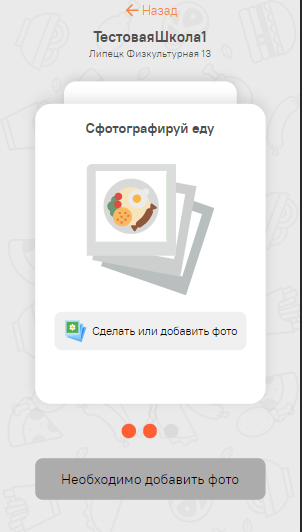 Назад
ТестоваяШкола1
Липецк Физкультурная 13
Сфотографируй еду
Сделать или добавить фото
Необходимо добавить фото